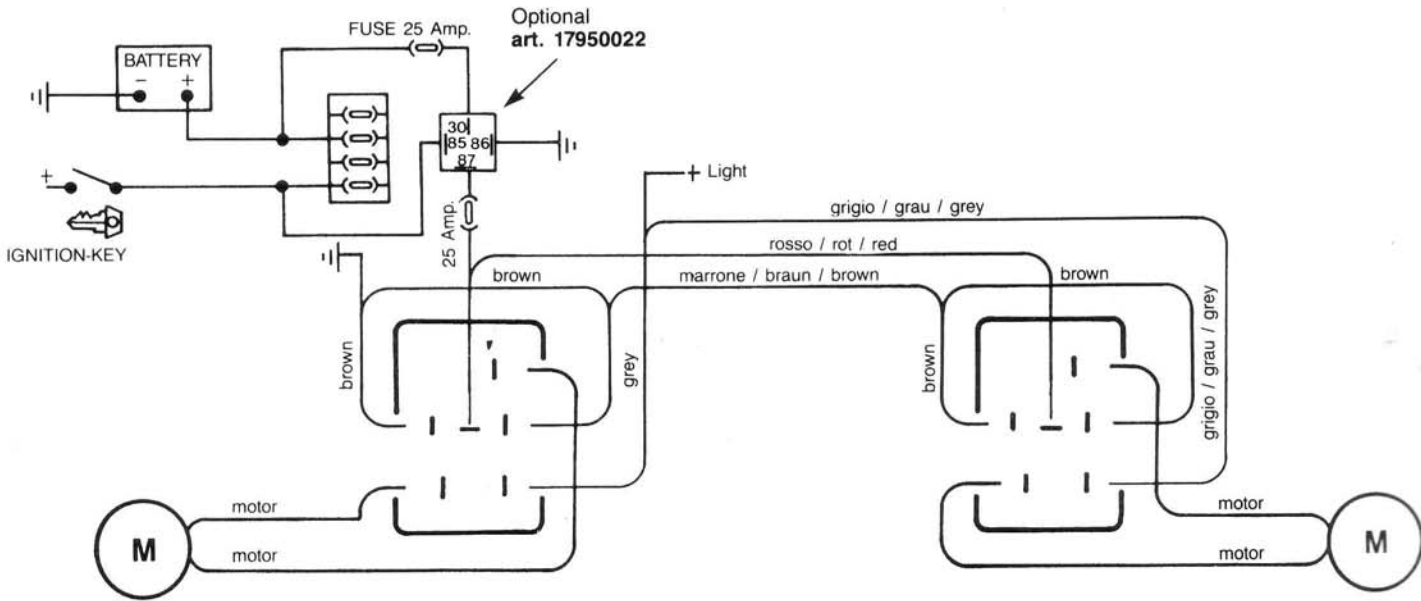 FUSE 25 Amp.
Optional
art. 17950022
BATTERY
- +
30
85 86
87
+
IGNITION-KEY
25 Amp.
+ Light
grigio / grau / grey
rosso / rot / red
brown
marrone / braun / brown
brown
brown
grey
brown
grigio / grau / grey
motor
M
motor
motor
M
motor